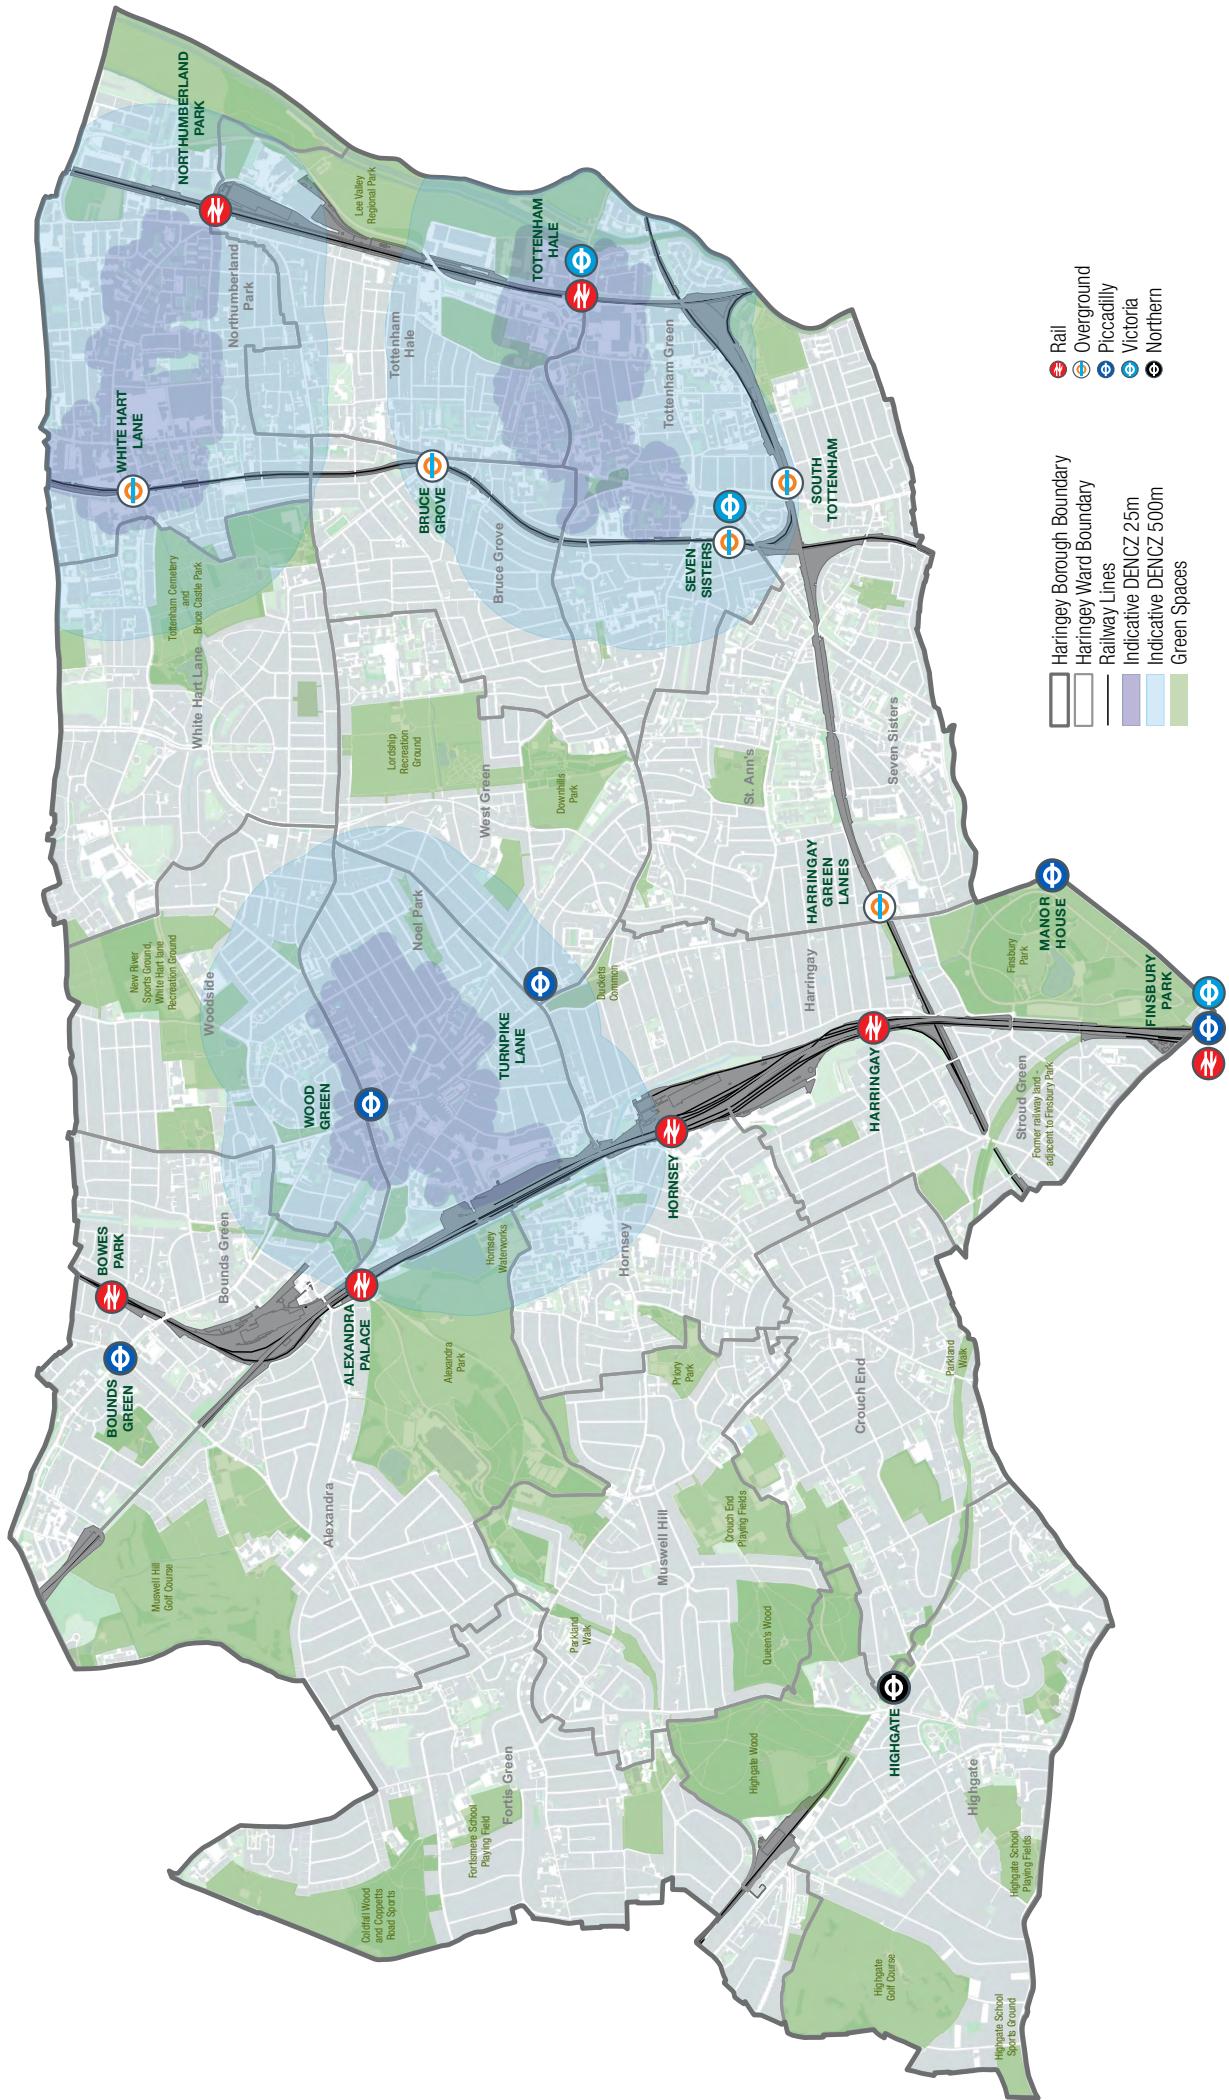 NORTHUMBERLAND
PARK
Lee Valley
Regional Park
Northumberland
Park
WHITE HART
LANE
TOTTENHAM
HALE
Tottenham
Hale
Tottenham Green
BRUCE
GROVE
Bruce Grove
SEVEN
SISTERS
SOUTH
TOTTENHAM
Tottenham Cemetery
and
Bruce Castle Park
White Hart Lane
Lordship
Recreation
Ground
West Green
Downhills
Park
St. Ann's
Seven Sisters
New River
Sports Ground,
White Hart lane
Recreation Ground
Woodside
Noel Park
TURNPIKE
LANE
Duckets
Common
HARRINGAY
GREEN
LANES
Harringay
MANOR
HOUSE
Finsbury
Park
FINSBURY
PARK
WOOD
GREEN
HARRINGAY
Stroud Green
Former railway land -
adjacent to Finsbury Park
HORNSEY
Hornsey
Hornsey
Waterworks
BOWES
PARK
Bounds Green
BOUNDS
GREEN
ALEXANDRA
PALACE
Alexandra
Park
Priory
Park
Crouch End
Parkland
Walk
Muswell Hill
Golf Course
Alexandra
Muswell Hill
Crouch End
Playing Fields
Parkland
Walk
Queen's Wood
HIGHGATE
Highgate Wood
Highgate
Fortis Green
Fortismere School
Playing Field
Coldfall Wood
and Coppetts
Road Sports
Highgate School
Playing Fields
Highgate
Golf Course
Highgate School
Sports Ground
Haringey Borough Boundary
Haringey Ward Boundary
Railway Lines
Indicative DENCZ 25m
Indicative DENCZ 500m
Green Spaces
Rail
Overground
Piccadilly
Victoria
Northern